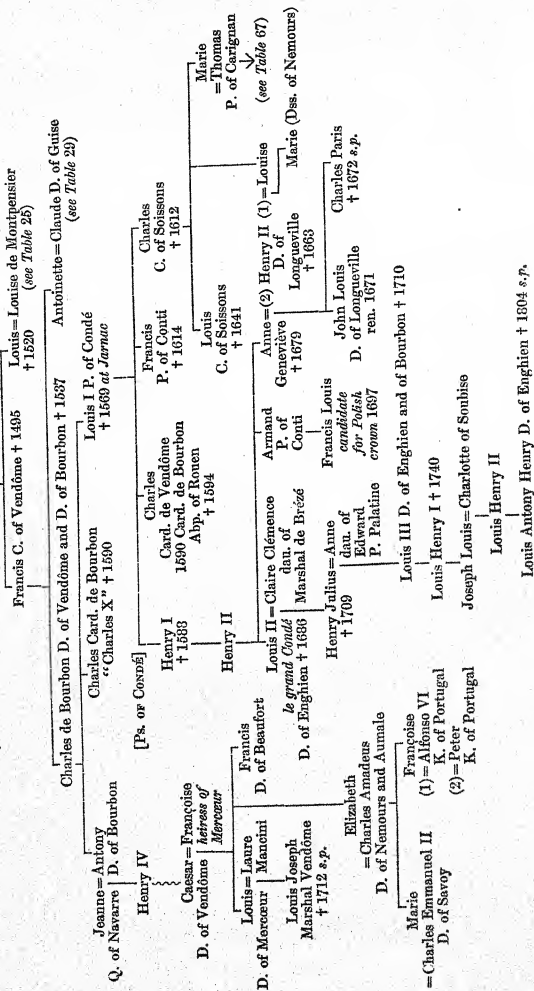 Francis C. of Vendôme † 1495
Louis=Louise de Montpensier
† 1520 (see Table 25)
Charles de Bourbon D. of Vendôme and D. of Bourbon † 1537
Antoinette=Claude D. of Guise
(see Table 29)
Jeanne=Antony
Q. of Navarre D. of Bourbon
Charles Card. de Bourbon
"Charles X" † 1590
Louis I P. of Condé
† 1569 at Jarnac
Henry IV
[Ps. of Condé]
Henry I
† 1588
Charles
Card. de Vendôme
1590 Card. de Bourbon
Abp. of Rouen
† 1594
Francis
P. of Conti
† 1614
Charles
C. of Soissons
† 1612
Caesar=Françoise
D. of Vendôme heiress of
Mercœur
Henry II
Louis
C. of Soissons
† 1641
Marie
=Thomas
P. of Carignan
(see Table 67)
Louis=Laure
D. of Mercœur Mancini
Francis
D. of Beaufort
Louis II=Claire Clémence
le grand Condé dau. of
D. of Enghien † 1686 Marshal de Brézé
Armand
P. of
Conti
Anne=(2) Henry II (1)=Louise
Geneviève D. of
† 1679 Longueville
† 1663
Marie (Dss. of Nemours)
Louis Joseph
Marshal Vendôme
† 1712 s.p.
Elizabeth
=Charles Amadeus
D. of Nemours and Aumale
Henry Julius=Anne
† 1709 dau. of
Edward
P. Palatine
Francis Louis
candidate
for Polish
crown 1697
John Louis
D. of Longueville
ren. 1671
Charles Paris
† 1672 s.p.
Marie
=Charles Emmanuel II
D. of Savoy
Françoise
(1)=Alfonso VI
K. of Portugal
(2)=Peter
K. of Portugal
Louis III D. of Enghien and of Bourbon † 1710
Louis Henry I † 1740
Joseph Louis=Charlotte of Soubise
Louis Henry II
Louis Antony Henry D. of Enghien † 1804 s.p.